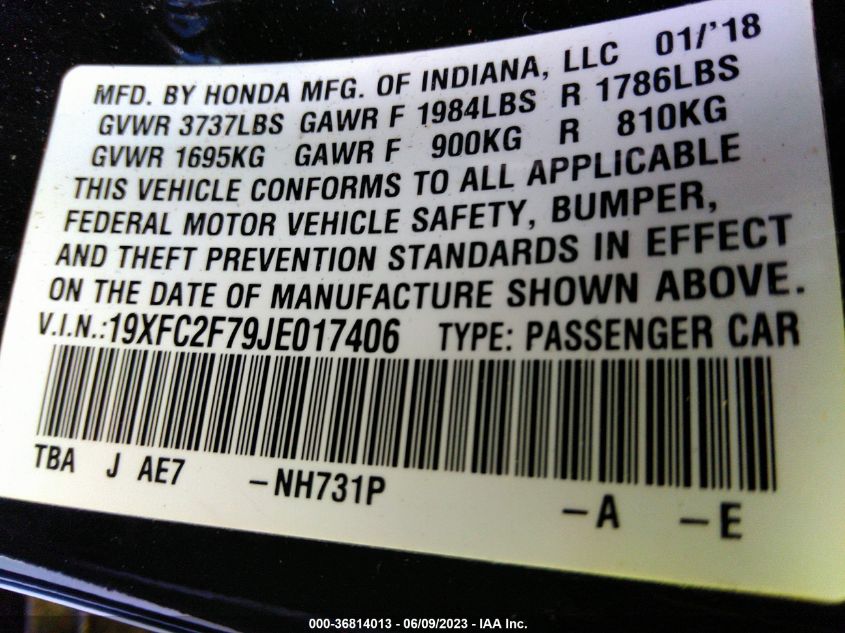 MFD. BY HONDA MFG. OF INDIANA, LLC 01/'18
GVWR 3737LBS GAWR F 1984LBS R 1786LBS
GVWR 1695KG GAWR F 900KG R 810KG
THIS VEHICLE CONFORMS TO ALL APPLICABLE
FEDERAL MOTOR VEHICLE SAFETY, BUMPER,
AND THEFT PREVENTION STANDARDS IN EFFECT
ON THE DATE OF MANUFACTURE SHOWN ABOVE.
V.I.N.:19XFC2F79JE017406 TYPE: PASSENGER CAR
TBA J AE7 -NH731P -A -E
000-36814013 - 06/09/2023 - IAA Inc.